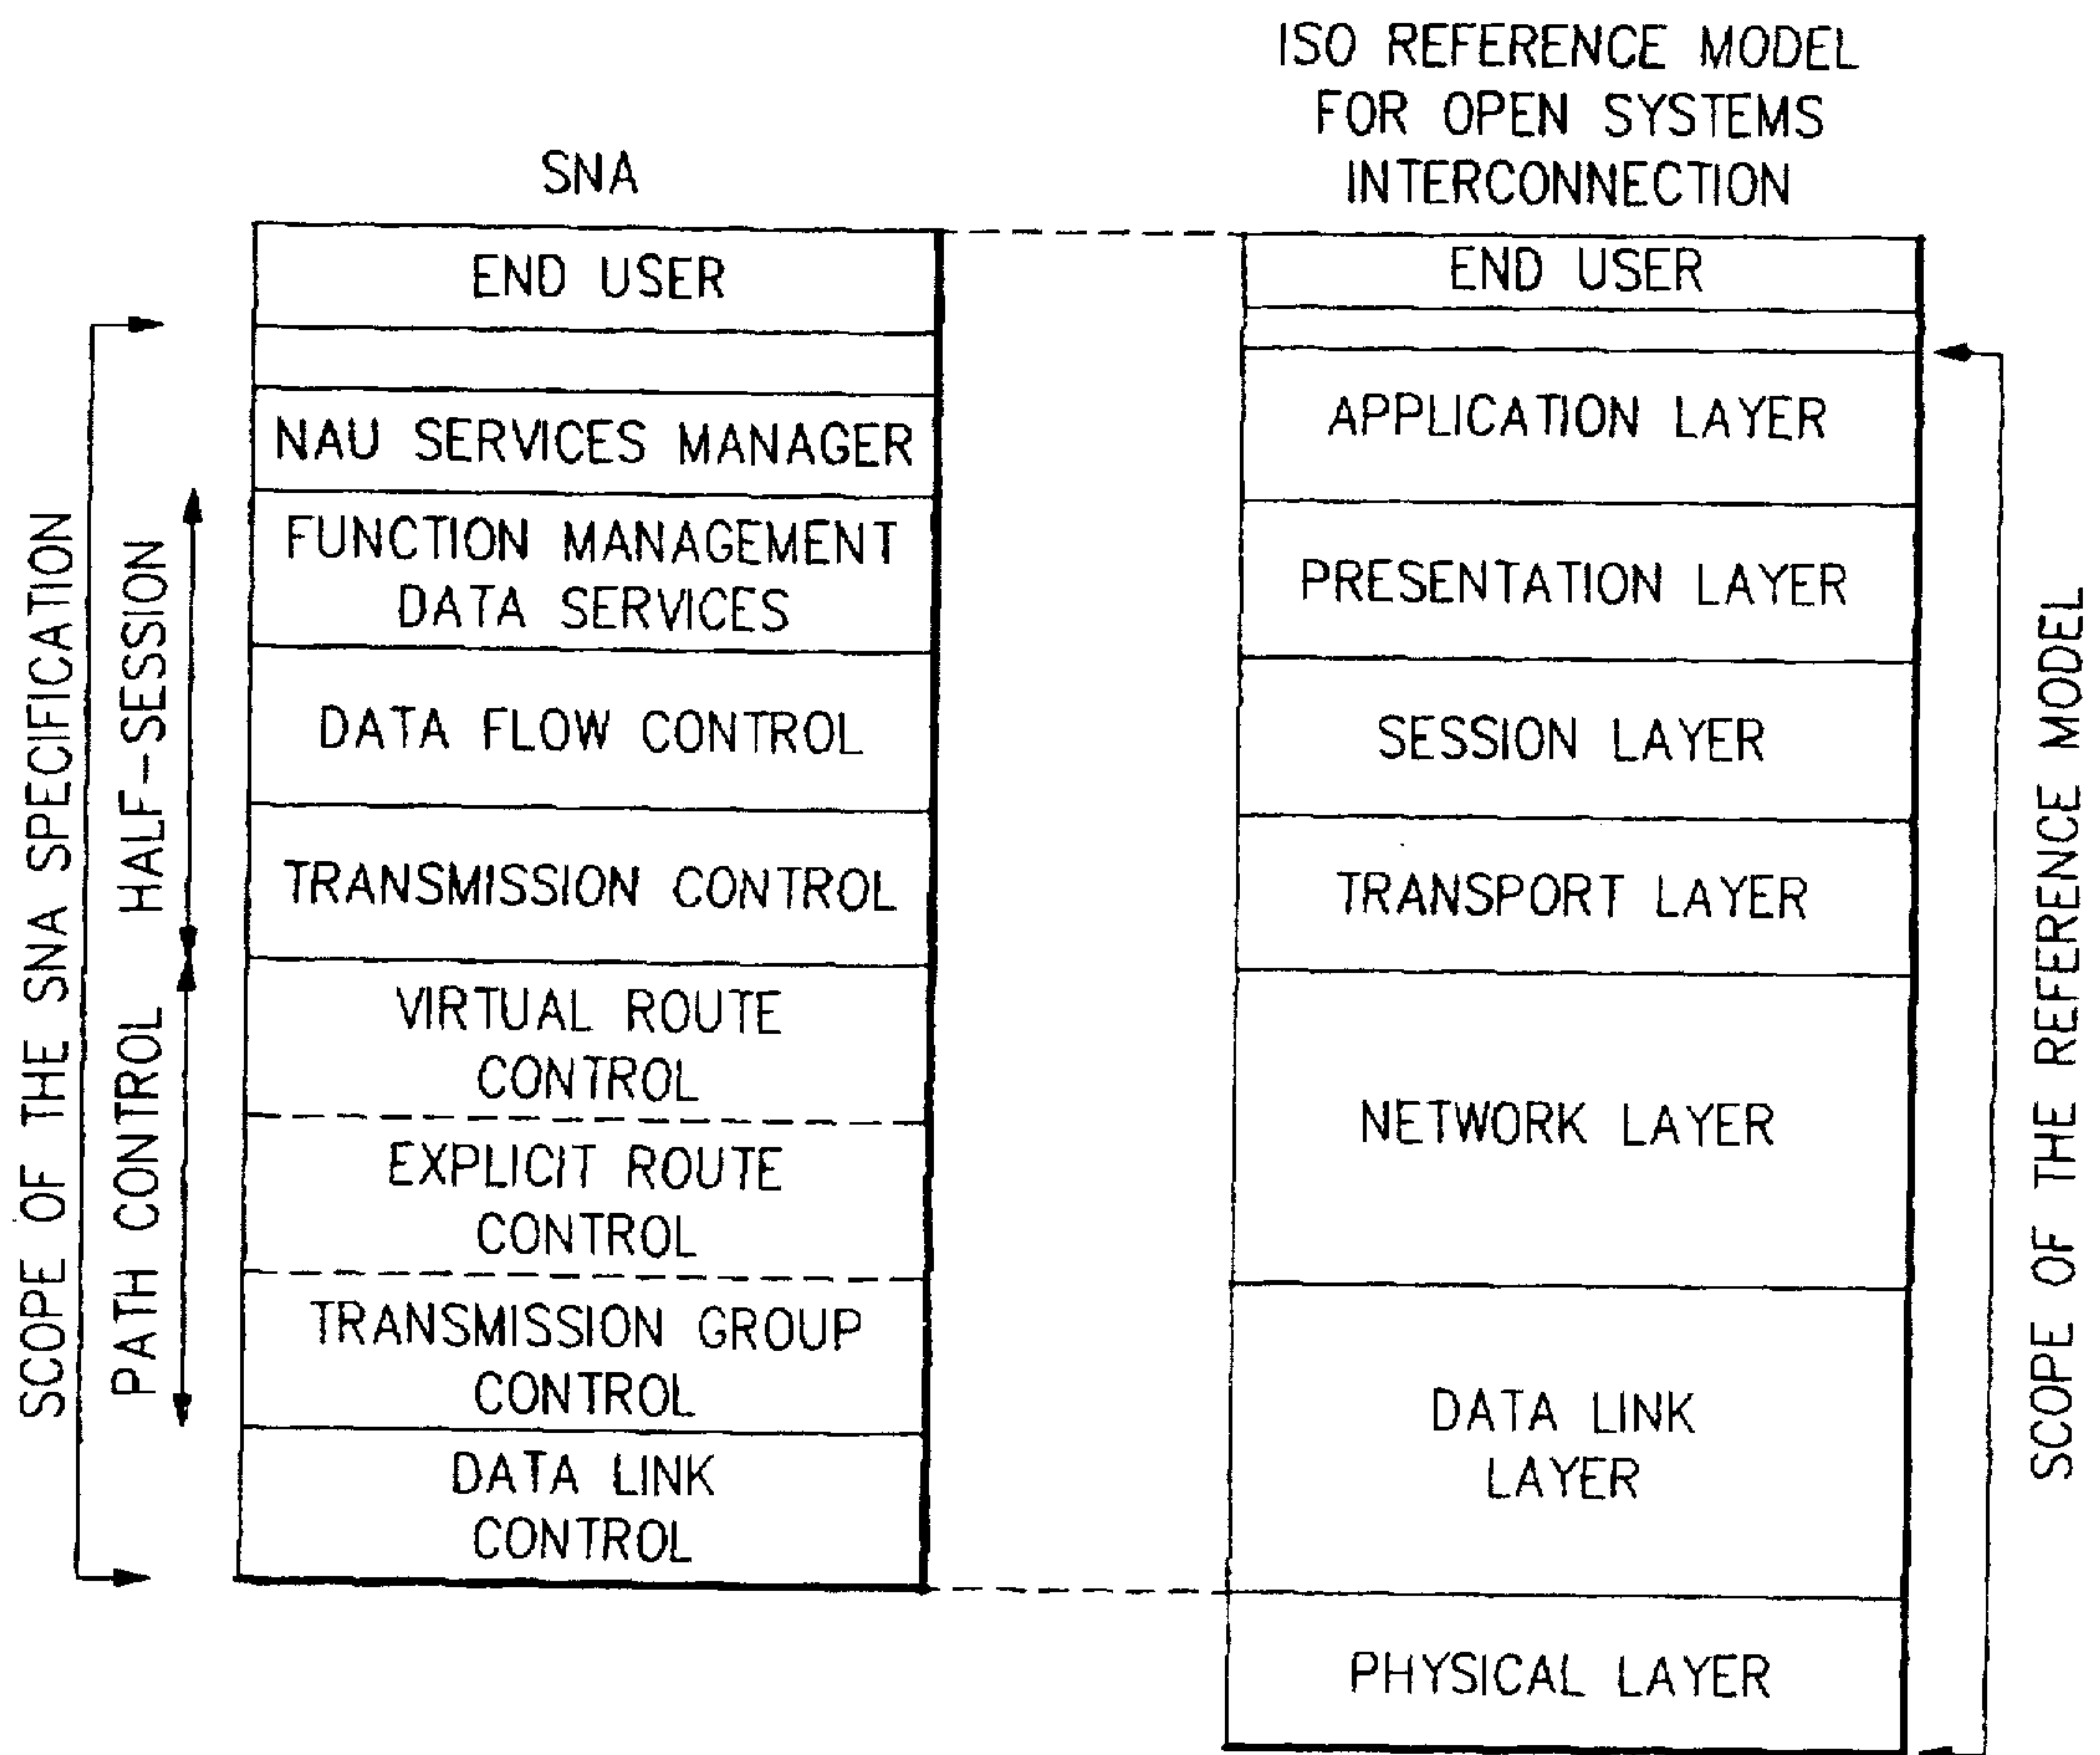 SNA
ISO REFERENCE MODEL
FOR OPEN SYSTEMS
INTERCONNECTION
SCOPE OF THE SNA SPECIFICATION
HALF-SESSION
PATH CONTROL
END USER
NAU SERVICES MANAGER
FUNCTION MANAGEMENT
DATA SERVICES
DATA FLOW CONTROL
TRANSMISSION CONTROL
VIRTUAL ROUTE
CONTROL
EXPLICIT ROUTE
CONTROL
TRANSMISSION GROUP
CONTROL
DATA LINK
CONTROL
END USER
APPLICATION LAYER
PRESENTATION LAYER
SESSION LAYER
TRANSPORT LAYER
NETWORK LAYER
DATA LINK
LAYER
PHYSICAL LAYER
SCOPE OF THE REFERENCE MODEL